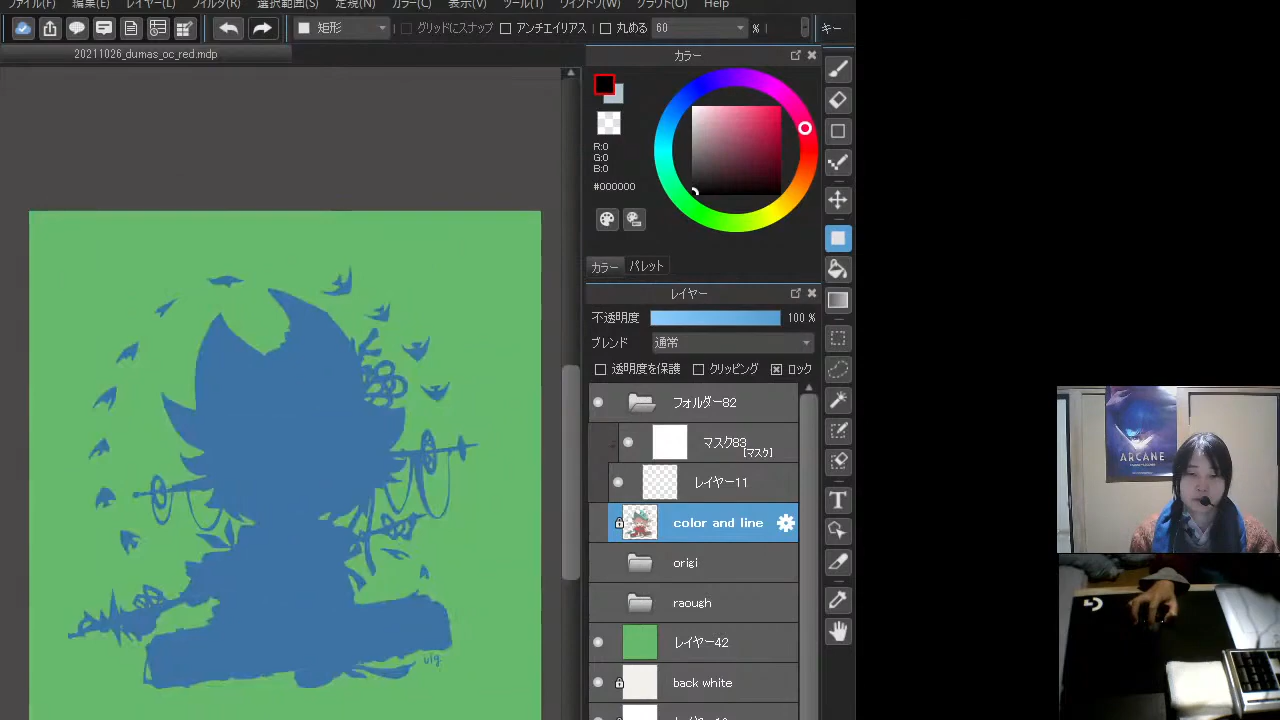 ファイル(F) 編集(E) レイヤー(L) フィルタ(R) 選択範囲(S) 定規(N) カラー(C) 表示(V) ツール(T) ウィンドウ(W) クラウド(O) Help
矩形 グリッドにスナップ アンチエイリアス 丸める 60 % キー
20211026_dumas_oc_red.mdp
カラー
R:0
G:0
B:0
#000000
カラー パレット
レイヤー
不透明度 100 %
ブレンド 通常
透明度を保護 クリッピング ロック
フォルダー82
マスク83
[マスク]
レイヤー11
color and line
origi
raough
レイヤー42
back white
ARCANE